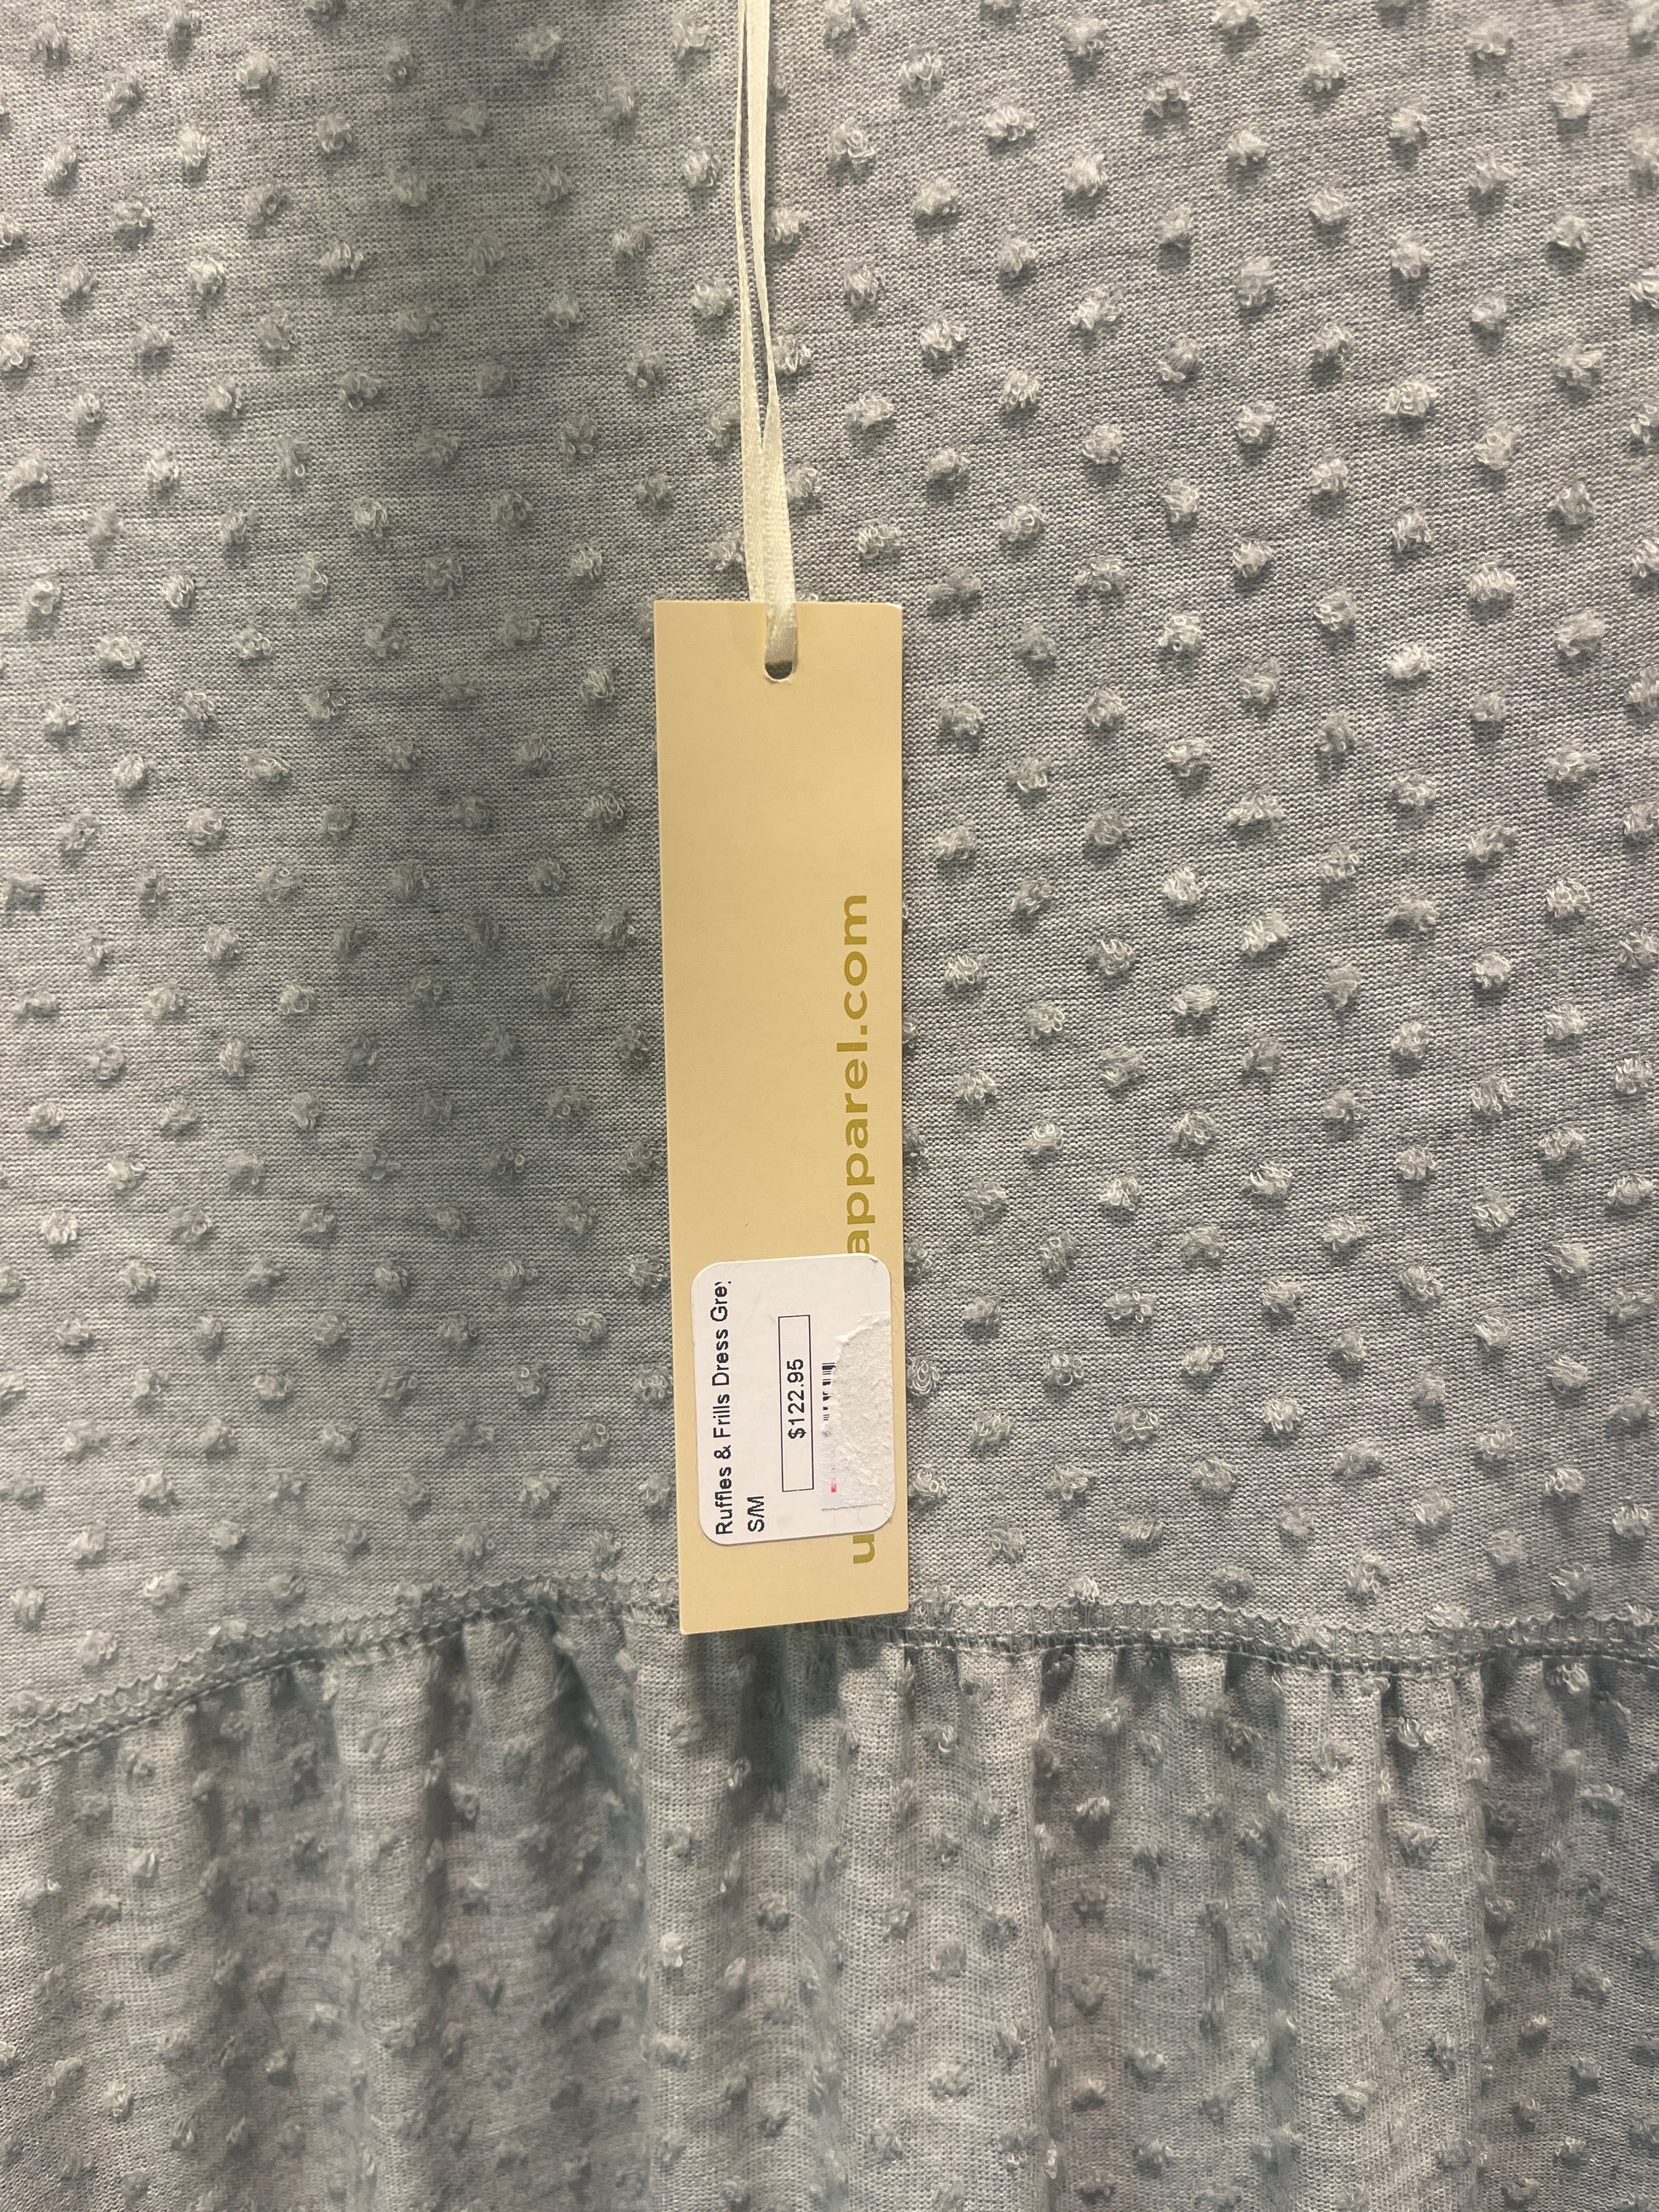 Ruffles & Frills Dress Grey
S/M
$122.95
apparel.com